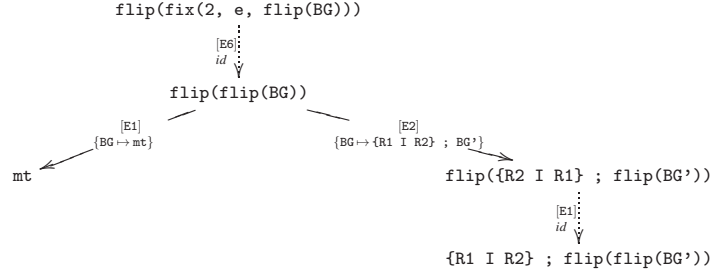 flip(fix(2, e, flip(BG)))
[E6]
id
flip(flip(BG))
[E1]
{BG ↦ mt}
[E2]
{BG ↦ {R1 I R2} ; BG'}
mt
flip({R2 I R1} ; flip(BG'))
[E1]
id
{R1 I R2} ; flip(flip(BG'))